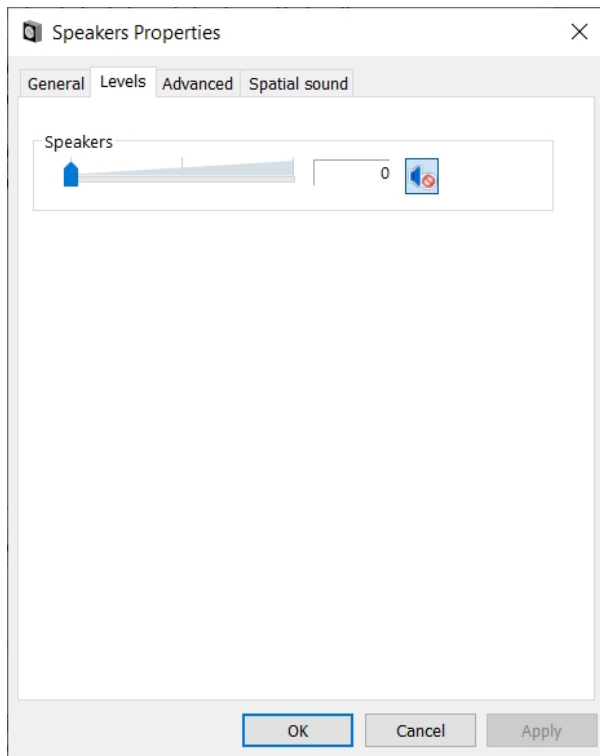 Speakers Properties
General Levels Advanced Spatial sound
Speakers
0
OK Cancel Apply